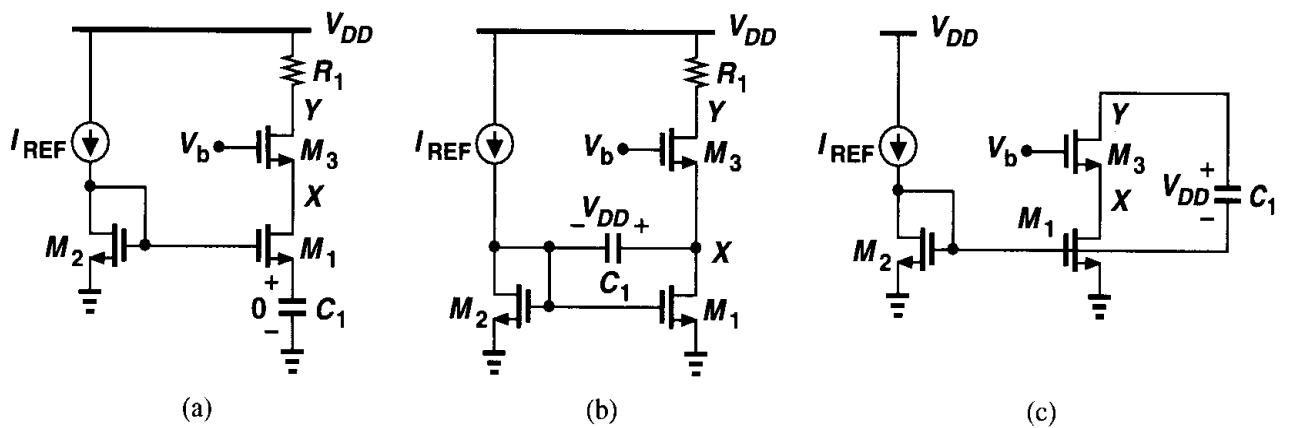 V_DD
R_1
Y
I_REF
V_b
M_3
X
M_2
M_1
+
0
C_1
−
(a)
V_DD
R_1
Y
I_REF
V_b
M_3
− V_DD +
X
C_1
M_2
M_1
(b)
V_DD
Y
I_REF
V_b
M_3
+
V_DD
C_1
−
X
M_1
M_2
(c)